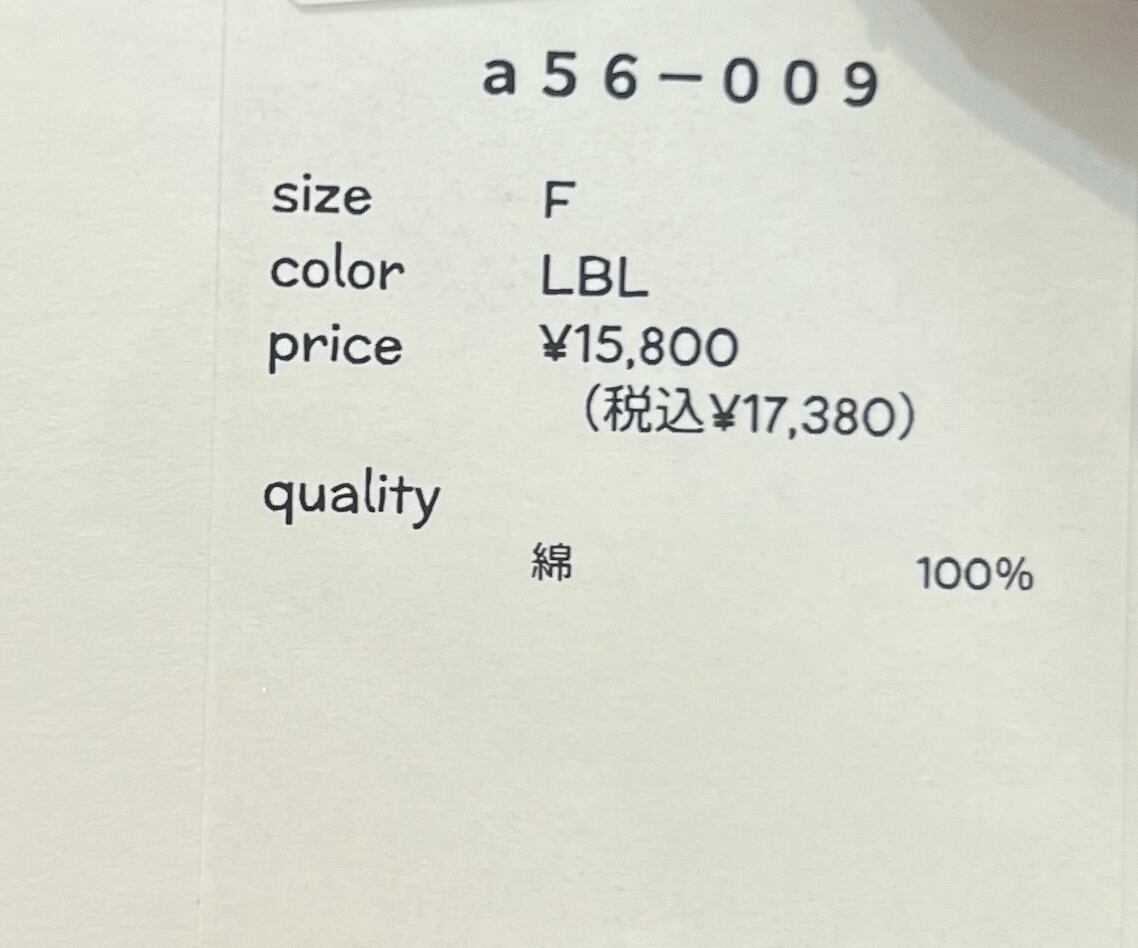 a56-009
size F
color LBL
price ¥15,800
(税込¥17,380)
quality
綿 100%